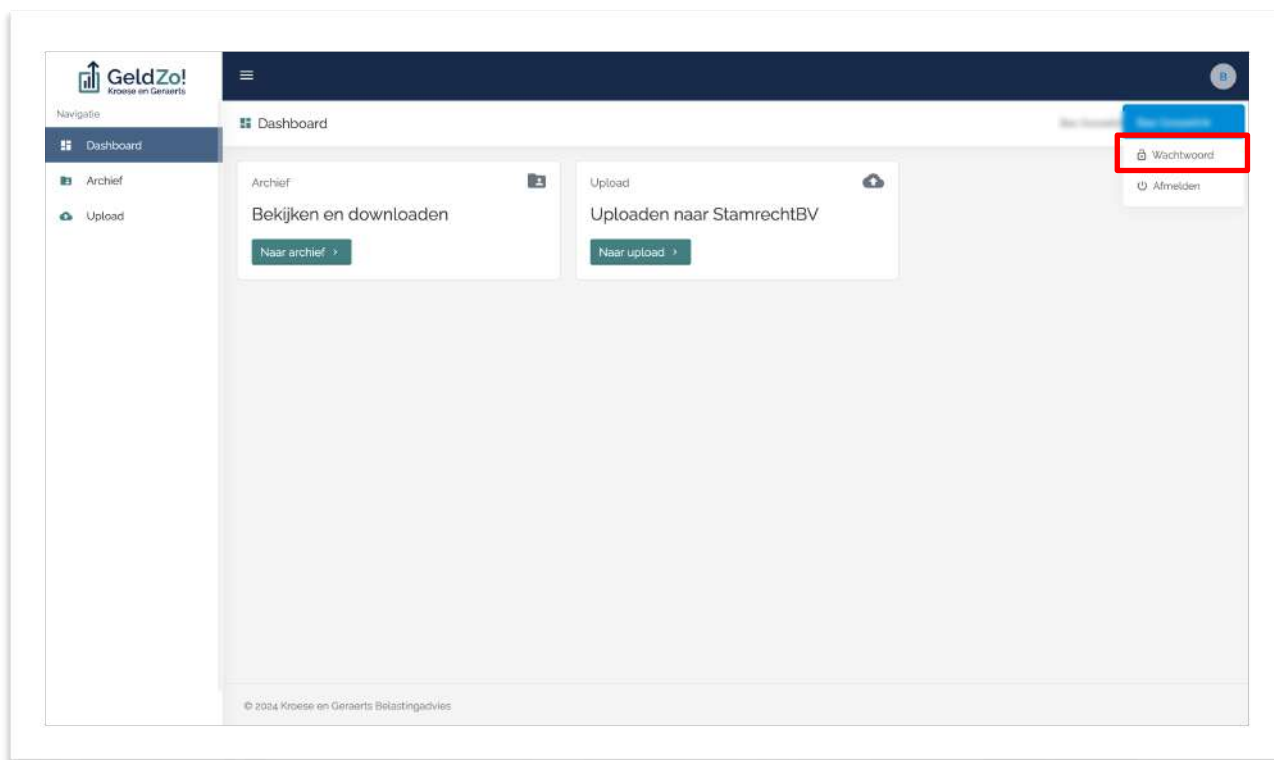 GeldZo!
Kroese en Geraerts
B
Navigatie
Dashboard
Archief
Upload
Dashboard
Wachtwoord
Afmelden
Archief
Bekijken en downloaden
Naar archief
Upload
Uploaden naar StamrechtBV
Naar upload
© 2024 Kroese en Geraerts Belastingadvies